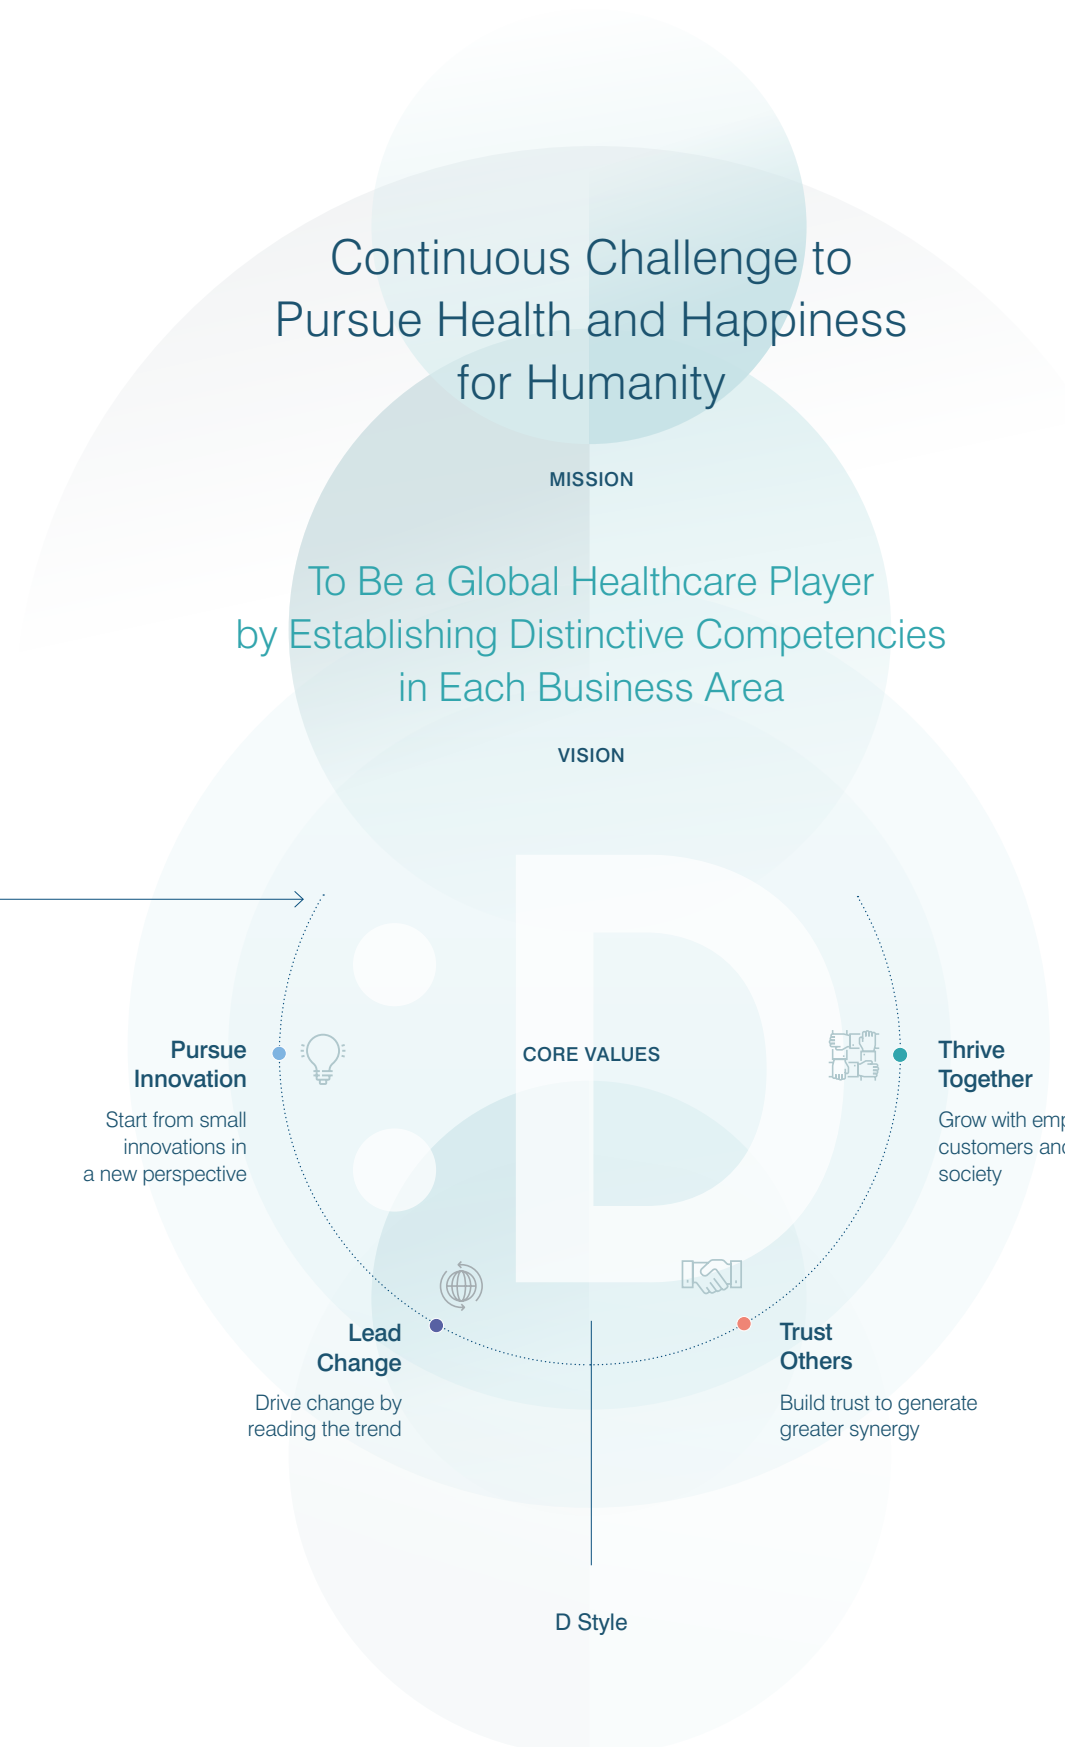 Continuous Challenge to
Pursue Health and Happiness
for Humanity
MISSION
To Be a Global Healthcare Player
by Establishing Distinctive Competencies
in Each Business Area
VISION
D
CORE VALUES
Pursue
Innovation
Start from small
innovations in
a new perspective
Thrive
Together
Grow with
customers
society
Lead
Change
Drive change by
reading the trend
Trust
Others
Build trust to generate
greater synergy
D Style